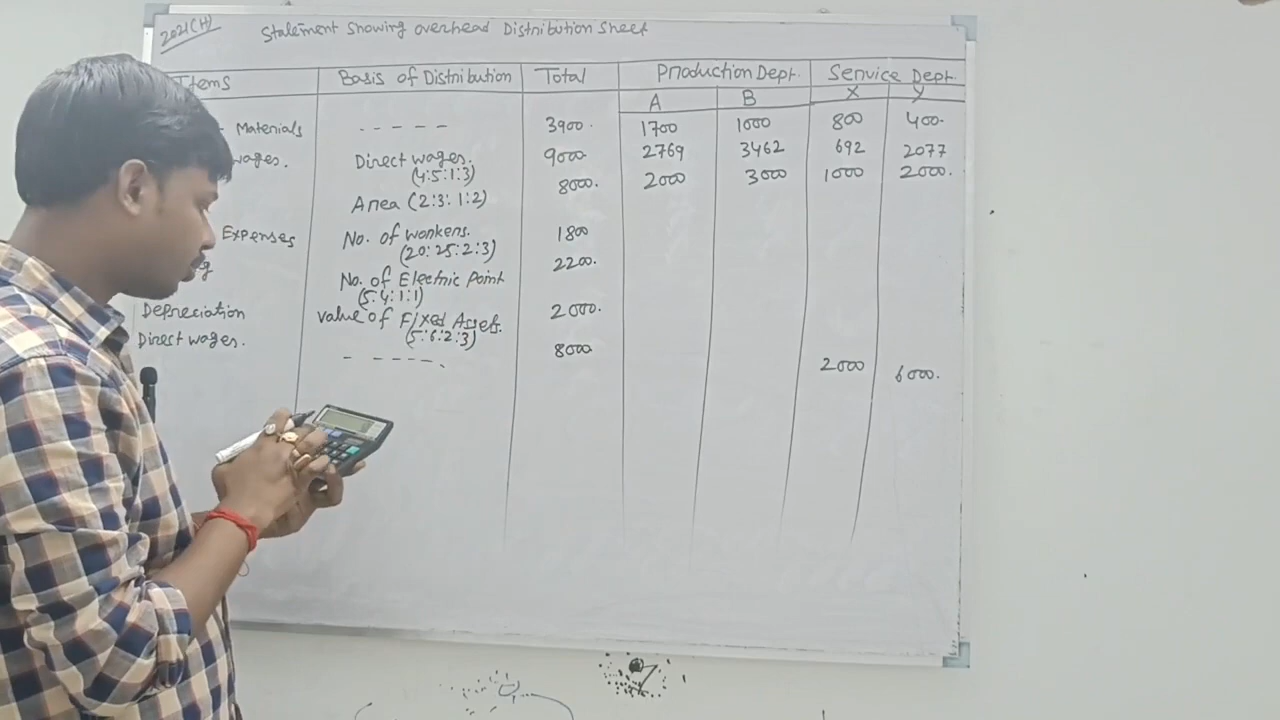 2021(H)
Statement Showing overhead Distribution Sheet
Items Basis of Distribution Total Production Dept. Service Dept.
A B X Y
Materials - - - - - 3900. 1700 1000 800 400.
wages. Direct wages. 9000 2769 3462 692 2077
(4:5:1:3)
Area (2:3:1:2) 8000. 2000 3000 1000 2000.
Expenses No. of workers. 1800
(20:25:2:3)
No. of Electric Point 2200.
(5:4:1:1)
Depreciation value of Fixed Assets. 2000.
(5:6:2:3)
Direct wages. - - - - - 8000 2000 6000.